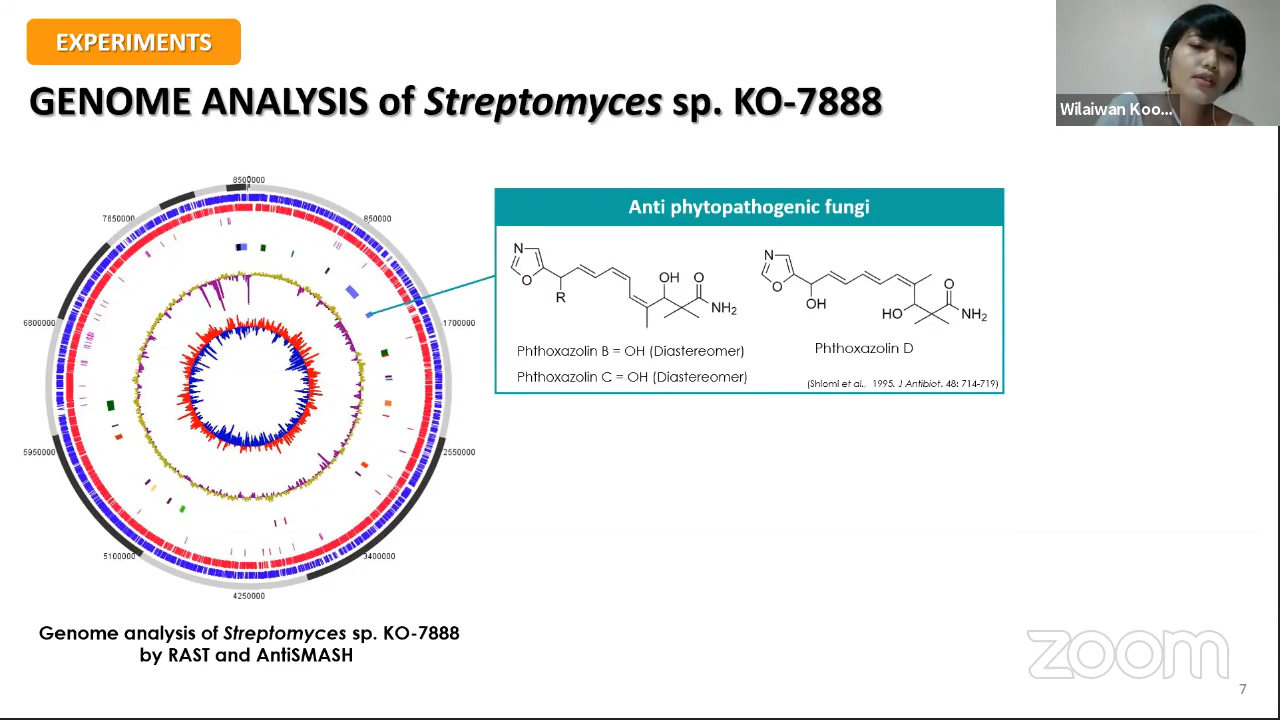 EXPERIMENTS
GENOME ANALYSIS of Streptomyces sp. KO-7888
Wilaiwan Koo...
8500000
7650000
850000
6800000
1700000
5950000
2550000
5100000
3400000
4250000
Anti phytopathogenic fungi
N
O
R
OH
O
NH2
N
O
OH
HO
O
NH2
Phthoxazolin B = OH (Diastereomer)
Phthoxazolin C = OH (Diastereomer)
Phthoxazolin D
(Shiomi et al., 1995, J Antibiot. 48: 714-719)
Genome analysis of Streptomyces sp. KO-7888
by RAST and AntiSMASH
zoom
7